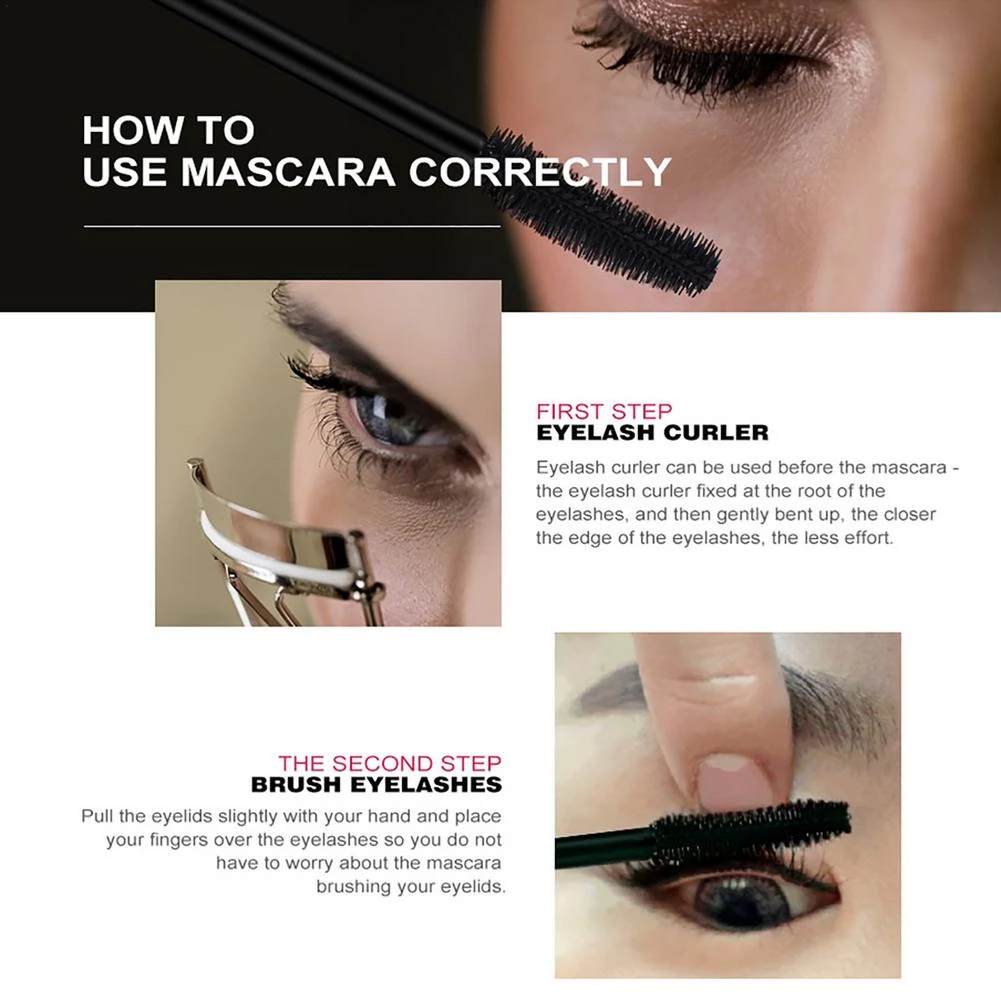 HOW TO
USE MASCARA CORRECTLY
FIRST STEP
EYELASH CURLER
Eyelash curler can be used before the mascara -
the eyelash curler fixed at the root of the
eyelashes, and then gently bent up, the closer
the edge of the eyelashes, the less effort.
THE SECOND STEP
BRUSH EYELASHES
Pull the eyelids slightly with your hand and place
your fingers over the eyelashes so you do not
have to worry about the mascara
brushing your eyelids.